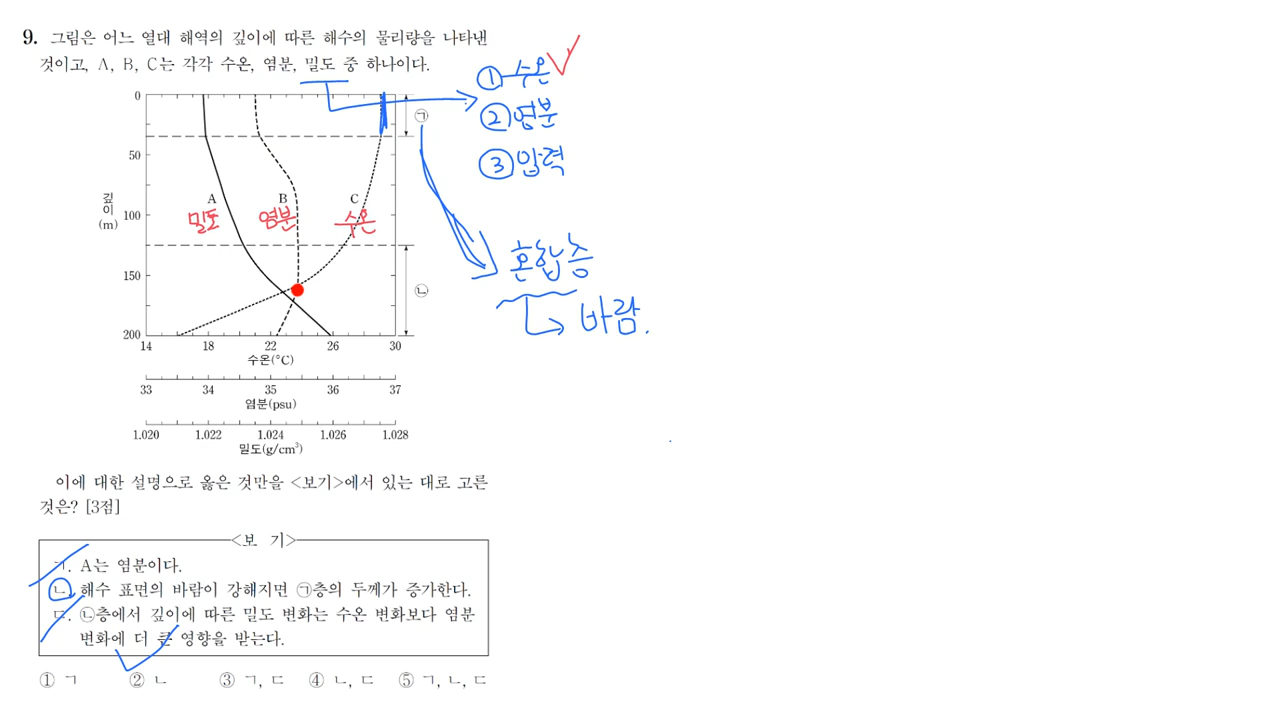 9. 그림은 어느 열대 해역의 깊이에 따른 해수의 물리량을 나타낸
것이고, A, B, C는 각각 수온, 염분, 밀도 중 하나이다.
① 수온
② 염분
③ 압력
0
㉠
50
깊이
(m)
A
B
C
밀도
염분
수온
100
혼합층
바람.
150
㉡
200
14 18 22 26 30
수온(°C)
33 34 35 36 37
염분(psu)
1.020 1.022 1.024 1.026 1.028
밀도(g/cm³)
이에 대한 설명으로 옳은 것만을 <보기>에서 있는 대로 고른
것은? [3점]
<보 기>
ㄱ. A는 염분이다.
ㄴ. 해수 표면의 바람이 강해지면 ㉠층의 두께가 증가한다.
ㄷ. ㉡층에서 깊이에 따른 밀도 변화는 수온 변화보다 염분
변화에 더 큰 영향을 받는다.
① ㄱ ② ㄴ ③ ㄱ, ㄷ ④ ㄴ, ㄷ ⑤ ㄱ, ㄴ, ㄷ